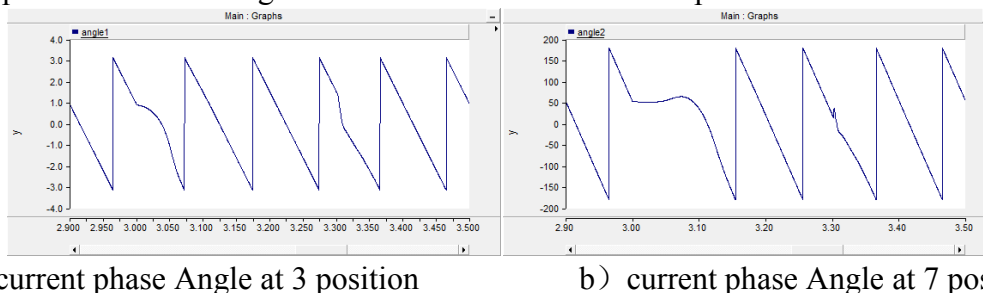 Main : Graphs
angle1
4.0
3.0
2.0
1.0
0.0
-1.0
-2.0
-3.0
-4.0
y
2.900 2.950 3.000 3.050 3.100 3.150 3.200 3.250 3.300 3.350 3.400 3.450 3.500
Main : Graphs
angle2
200
150
100
50
0
-50
-100
-150
-200
y
2.90 3.00 3.10 3.20 3.30 3.40 3.50
current phase Angle at 3 position
b）current phase Angle at 7 pos